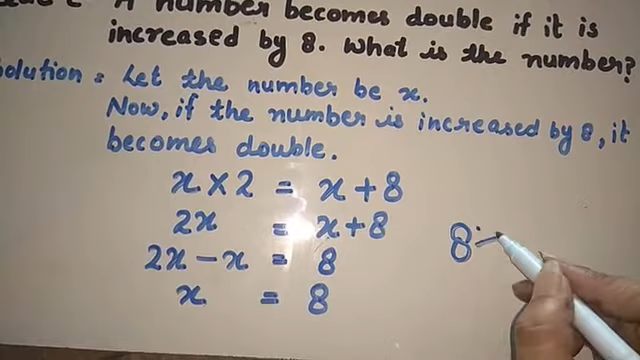 A number becomes double if it is
increased by 8. What is the number?
Solution : Let the number be x.
Now, if the number is increased by 8, it
becomes double.
x × 2 = x + 8
2x = x + 8
2x - x = 8
x = 8
8